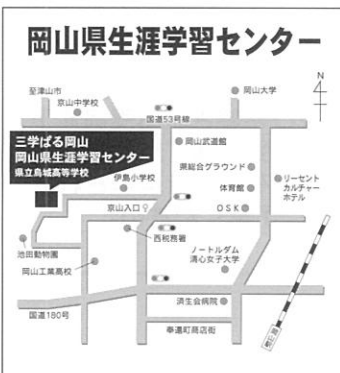 岡山県生涯学習センター
至津山市
京山中学校
岡山大学
N
国道53号線
三学ぱる岡山
岡山県生涯学習センター
県立烏城高等学校
岡山武道館
県総合グラウンド
伊島小学校
体育館
リーセント
カルチャー
ホテル
京山入口
OSK
西税務署
池田動物園
ノートルダム
清心女子大学
岡山工業高校
済生会病院
国道180号
奉還町商店街
岡山駅